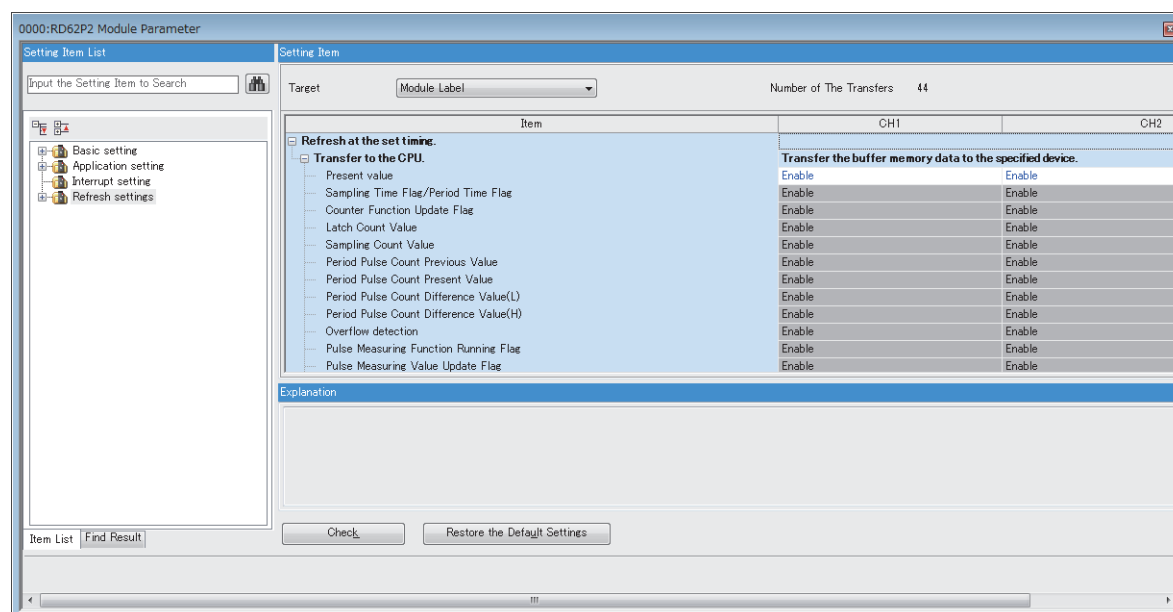 0000:RD62P2 Module Parameter
Setting Item List
Input the Setting Item to Search
Basic setting
Application setting
Interrupt setting
Refresh settings
Item List Find Result
Setting Item
Target Module Label Number of The Transfers 44
Item CH1 CH2
Refresh at the set timing.
Transfer to the CPU. Transfer the buffer memory data to the specified device.
Present value Enable Enable
Sampling Time Flag/Period Time Flag Enable Enable
Counter Function Update Flag Enable Enable
Latch Count Value Enable Enable
Sampling Count Value Enable Enable
Period Pulse Count Previous Value Enable Enable
Period Pulse Count Present Value Enable Enable
Period Pulse Count Difference Value(L) Enable Enable
Period Pulse Count Difference Value(H) Enable Enable
Overflow detection Enable Enable
Pulse Measuring Function Running Flag Enable Enable
Pulse Measuring Value Update Flag Enable Enable
Explanation
Check Restore the Default Settings